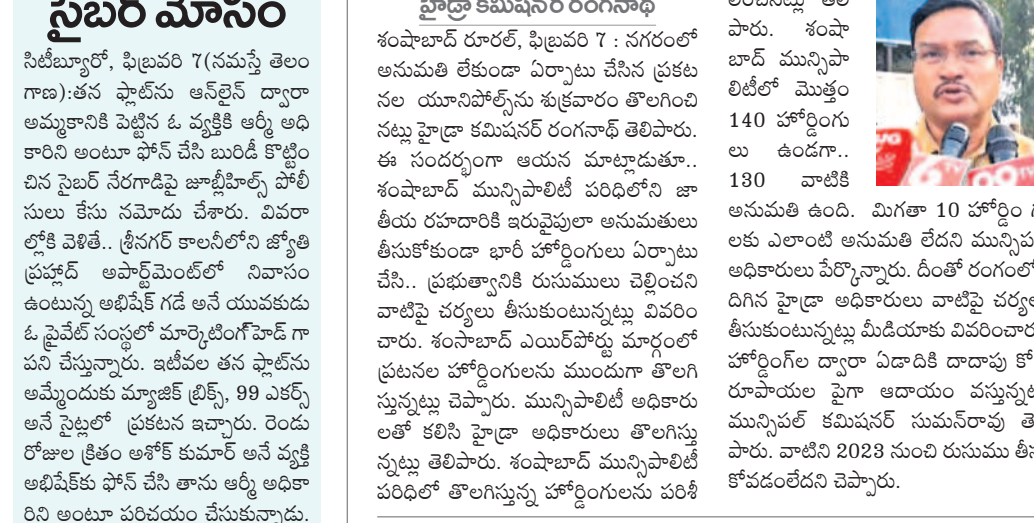 సైబర్ మోసం
సిటీబ్యూరో, ఫిబ్రవరి 7(నమస్తే తెలం
గాణ):తన ఫ్లాట్‌ను ఆన్‌లైన్ ద్వారా
అమ్మకానికి పెట్టిన ఓ వ్యక్తికి ఆర్మీ అధి
కారిని అంటూ ఫోన్ చేసి బురిడీ కొట్టిం
చిన సైబర్ నేరగాడిపై జూబ్లీహిల్స్ పోలీ
సులు కేసు నమోదు చేశారు. వివరా
ల్లోకి వెళితే.. శ్రీనగర్ కాలనీలోని జ్యోతి
ప్రహ్లాద్ అపార్ట్‌మెంట్‌లో నివాసం
ఉంటున్న అభిషేక్ గడే అనే యువకుడు
ఓ ప్రైవేట్ సంస్థలో మార్కెటింగ్‌హెడ్ గా
పని చేస్తున్నారు. ఇటీవల తన ఫ్లాట్‌ను
అమ్మేందుకు మ్యాజిక్ బ్రిక్స్, 99 ఎకర్స్
అనే సైట్లలో ప్రకటన ఇచ్చారు. రెండు
రోజుల క్రితం అశోక్ కుమార్ అనే వ్యక్తి
అభిషేక్‌కు ఫోన్ చేసి తాను ఆర్మీ అధికా
రిని అంటూ పరిచయం చేసుకున్నాడు.
హైడ్రా కమిషనర్ రంగనాథ్
శంషాబాద్ రూరల్, ఫిబ్రవరి 7 : నగరంలో
అనుమతి లేకుండా ఏర్పాటు చేసిన ప్రకట
నల యూనిపోల్స్‌ను శుక్రవారం తొలగించి
నట్లు హైడ్రా కమిషనర్ రంగనాథ్ తెలిపారు.
ఈ సందర్భంగా ఆయన మాట్లాడుతూ..
శంషాబాద్ మున్సిపాలిటీ పరిధిలోని జా
తీయ రహదారికి ఇరువైపులా అనుమతులు
తీసుకోకుండా భారీ హోర్డింగులు ఏర్పాటు
చేసి.. ప్రభుత్వానికి రుసుములు చెల్లించని
వాటిపై చర్యలు తీసుకుంటున్నట్లు వివరిం
చారు. శంసాబాద్ ఎయిర్‌పోర్టు మార్గంలో
ప్రటనల హోర్డింగులను ముందుగా తొలగి
స్తున్నట్లు చెప్పారు. మున్సిపాలిటీ అధికారు
లతో కలిసి హైడ్రా అధికారులు తొలగిస్తు
న్నట్లు తెలిపారు. శంషాబాద్ మున్సిపాలిటీ
పరిధిలో తొలగిస్తున్న హోర్డింగులను పరిశీ
లించినట్లు తెలి
పారు. శంషా
బాద్ మున్సిపా
లిటీలో మొత్తం
140 హోర్డింగు
లు ఉండగా..
130 వాటికి
అనుమతి ఉంది. మిగతా 10 హోర్డిం గు
లకు ఎలాంటి అనుమతి లేదని మున్సిప
అధికారులు పేర్కొన్నారు. దీంతో రంగంలో
దిగిన హైడ్రా అధికారులు వాటిపై చర్యలు
తీసుకుంటున్నట్లు మీడియాకు వివరించారు
హోర్డింగ్‌ల ద్వారా ఏడాదికి దాదాపు కో
రూపాయల పైగా ఆదాయం వస్తున్నట్లు
మున్సిపల్ కమిషనర్ సుమన్‌రావు తె
పారు. వాటిని 2023 నుంచి రుసుము తీస
కోవడంలేదని చెప్పారు.